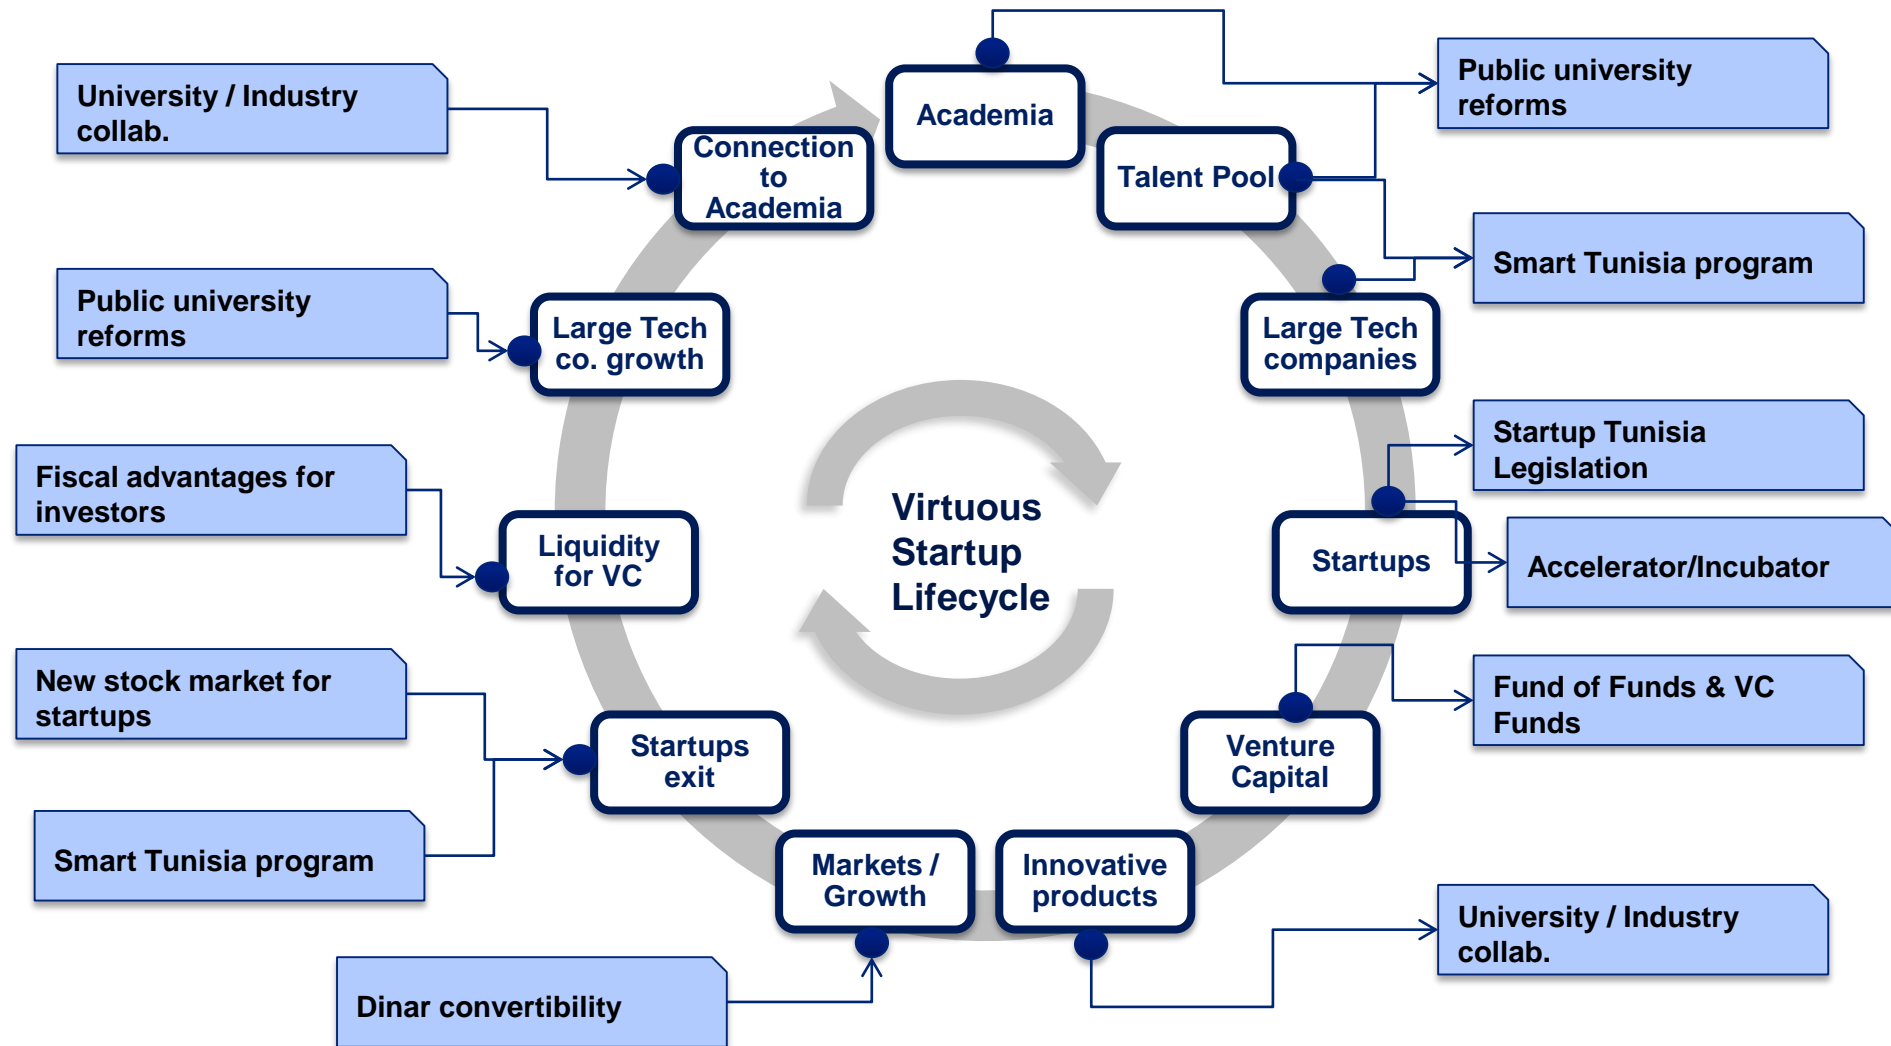 Academia
Talent Pool
Large Tech
companies
Startups
Venture
Capital
Innovative
products
Markets /
Growth
Startups
exit
Liquidity
for VC
Large Tech
co. growth
Connection
to
Academia
Virtuous
Startup
Lifecycle
Public university
reforms
Smart Tunisia program
Startup Tunisia
Legislation
Accelerator/Incubator
Fund of Funds & VC
Funds
University / Industry
collab.
Dinar convertibility
Smart Tunisia program
New stock market for
startups
Fiscal advantages for
investors
Public university
reforms
University / Industry
collab.